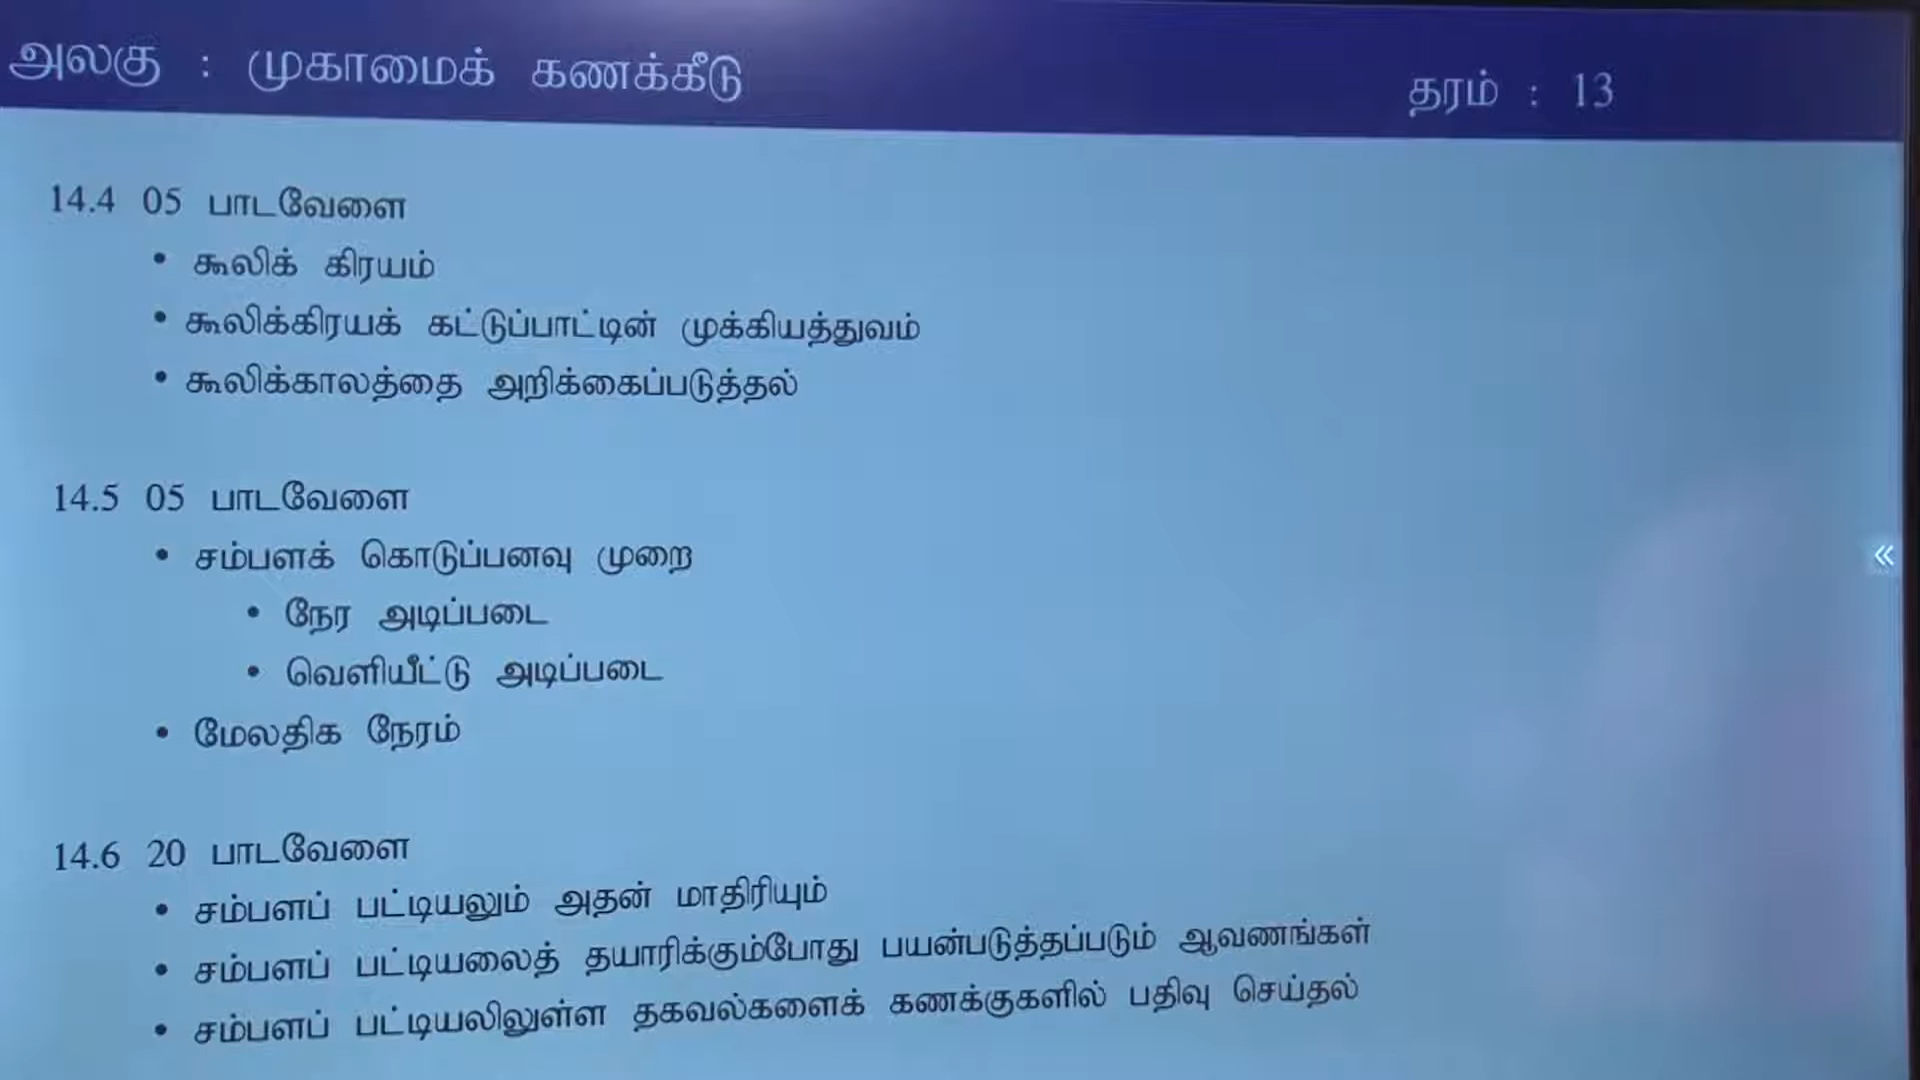 அலகு : முகாமைக் கணக்கீடு
தரம் : 13
14.4 05 பாடவேளை
• கூலிக் கிரயம்
• கூலிக்கிரயக் கட்டுப்பாட்டின் முக்கியத்துவம்
• கூலிக்காலத்தை அறிக்கைப்படுத்தல்
14.5 05 பாடவேளை
• சம்பளக் கொடுப்பனவு முறை
• நேர அடிப்படை
• வெளியீட்டு அடிப்படை
• மேலதிக நேரம்
14.6 20 பாடவேளை
• சம்பளப் பட்டியலும் அதன் மாதிரியும்
• சம்பளப் பட்டியலைத் தயாரிக்கும்போது பயன்படுத்தப்படும் ஆவணங்கள்
• சம்பளப் பட்டியலிலுள்ள தகவல்களைக் கணக்குகளில் பதிவு செய்தல்